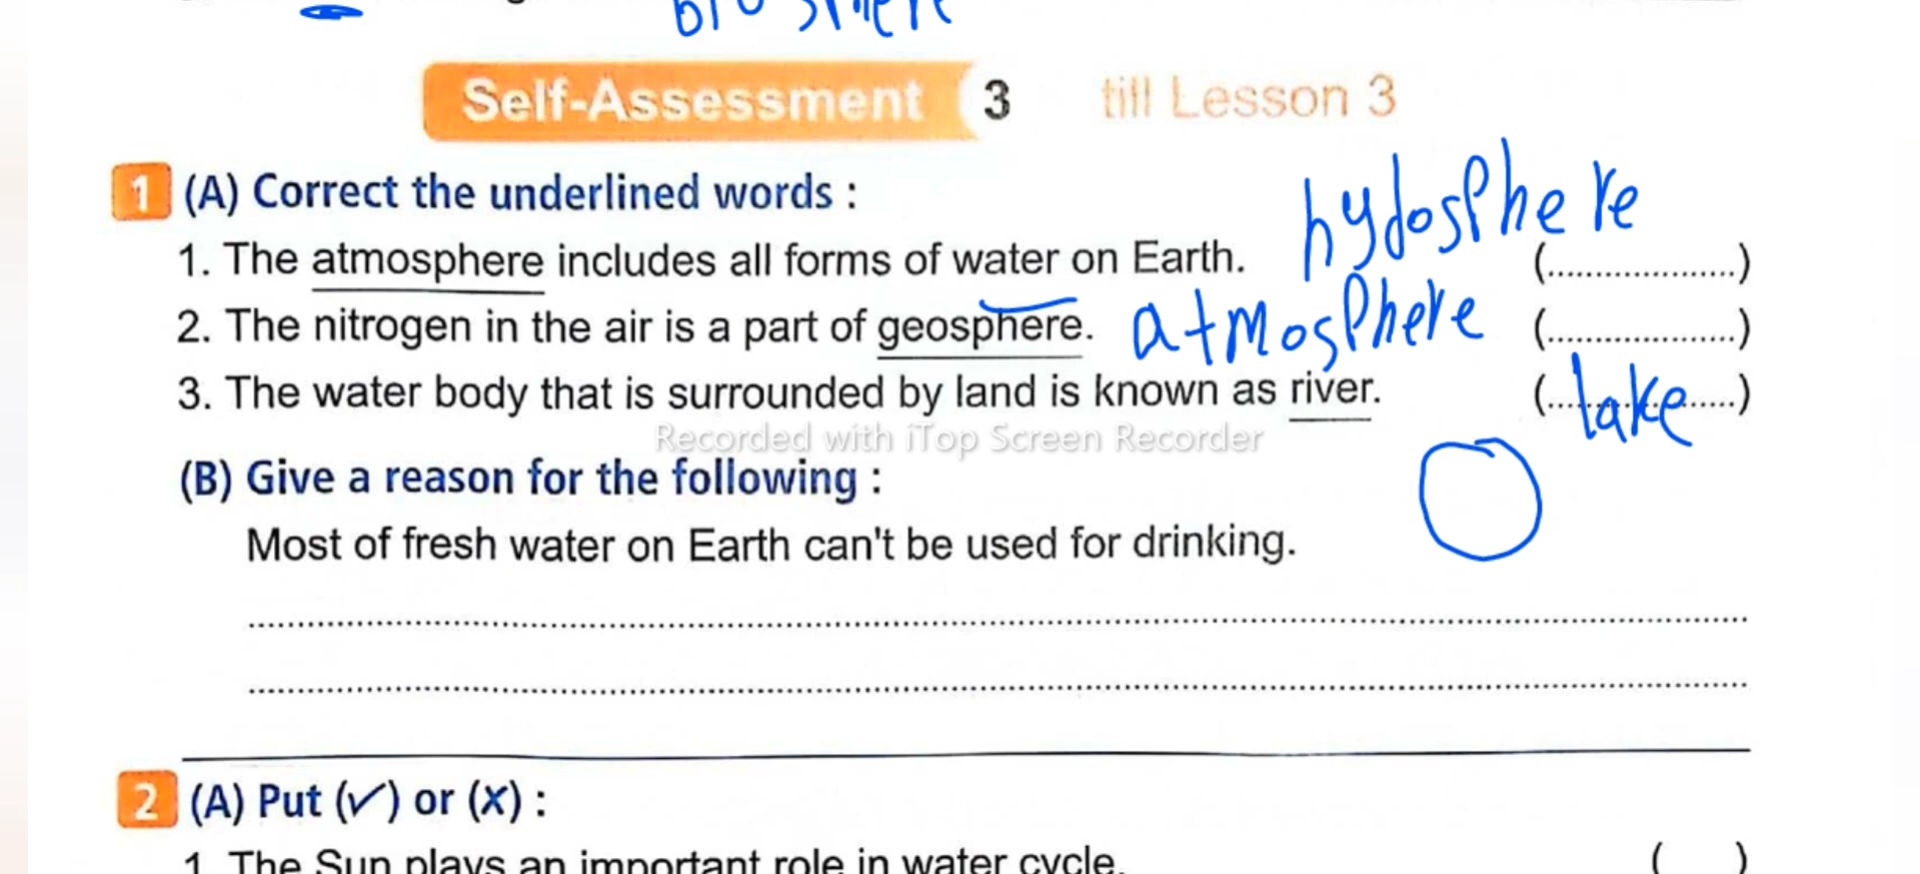 biosphere
Self-Assessment 3 till Lesson 3
1 (A) Correct the underlined words :
hydosphere
1. The atmosphere includes all forms of water on Earth. (....................)
2. The nitrogen in the air is a part of geosphere. atmosphere (....................)
3. The water body that is surrounded by land is known as river. (... lake ...)
Recorded with iTop Screen Recorder
(B) Give a reason for the following :
Most of fresh water on Earth can't be used for drinking.
2 (A) Put (✓) or (x) :
1. The Sun plays an important role in water cycle. ( )